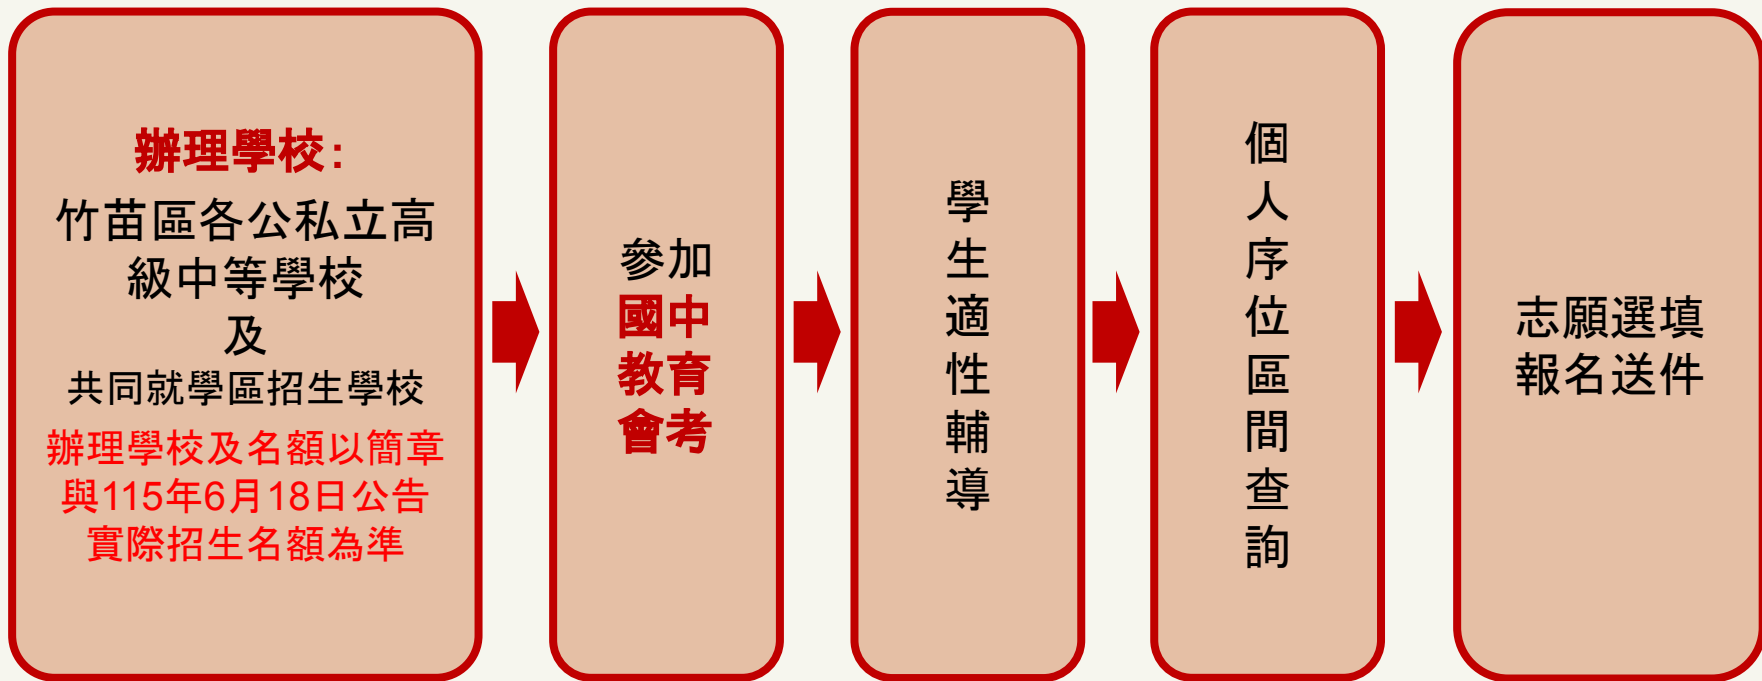 辦理學校：
竹苗區各公私立高
級中等學校
及
共同就學區招生學校
辦理學校及名額以簡章
與115年6月18日公告
實際招生名額為準
參加
國中
教育
會考
學生適性輔導
個人序位區間查詢
志願選填
報名送件